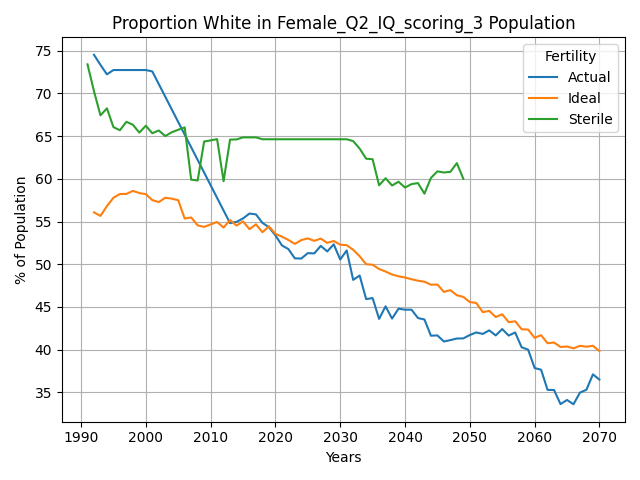 Proportion White in Female_Q2_IQ_scoring_3 Population
Fertility
Actual
Ideal
Sterile
% of Population
75
70
65
60
55
50
45
40
35
1990
2000
2010
2020
2030
2040
2050
2060
2070
Years